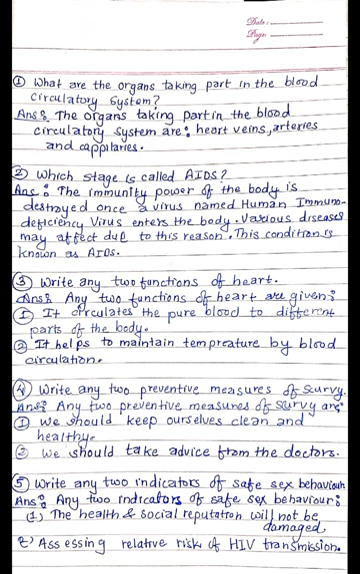 Date: 
Page: 
① What are the organs taking part in the blood
circulatory system?
Ans: The organs taking part in the blood
circulatory system are: heart veins, arteries
and cappilaries.
② Which stage is called AIDS?
Ans: The immunity power of the body is
destroyed once a virus named Human Immuno-
deficiency Virus enters the body. Various diseases
may affect due to this reason. This condition is
known as AIDS.
③ Write any two functions of heart.
Ans: Any two functions of heart are given:
① It circulates the pure blood to different
parts of the body.
② It helps to maintain tempreature by blood
circulation.
④ Write any two preventive measures of scurvy.
Ans: Any two preventive measures of scurvy are:
① we should keep ourselves clean and
healthy.
② we should take advice from the doctors.
⑤ Write any two indicators of safe sex behaviour
Ans: Any two indicators of safe sex behaviour:
(1) The health & social reputation will not be
damaged,
2) Assessing relative risk of HIV transmission.